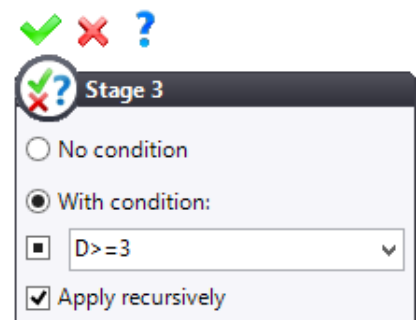 Stage 3
No condition
With condition:
D>=3
Apply recursively